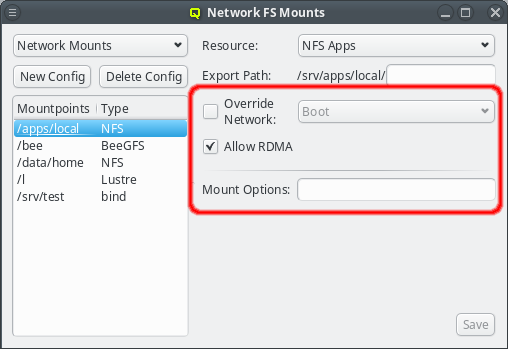 Network FS Mounts
Network Mounts
Resource:
NFS Apps
New Config
Delete Config
Export Path:
/srv/apps/local/
Mountpoints
Type
/apps/local
NFS
/bee
BeeGFS
/data/home
NFS
/l
Lustre
/srv/test
bind
Override
Network:
Boot
Allow RDMA
Mount Options:
Save